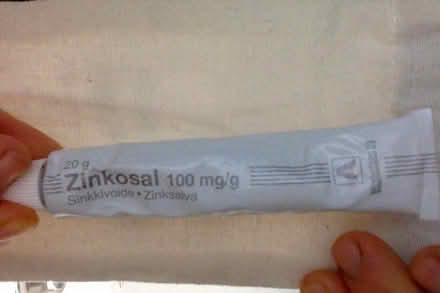 20 g
Zinkosal 100 mg/g
Sinkkivoide • Zinksalva
A